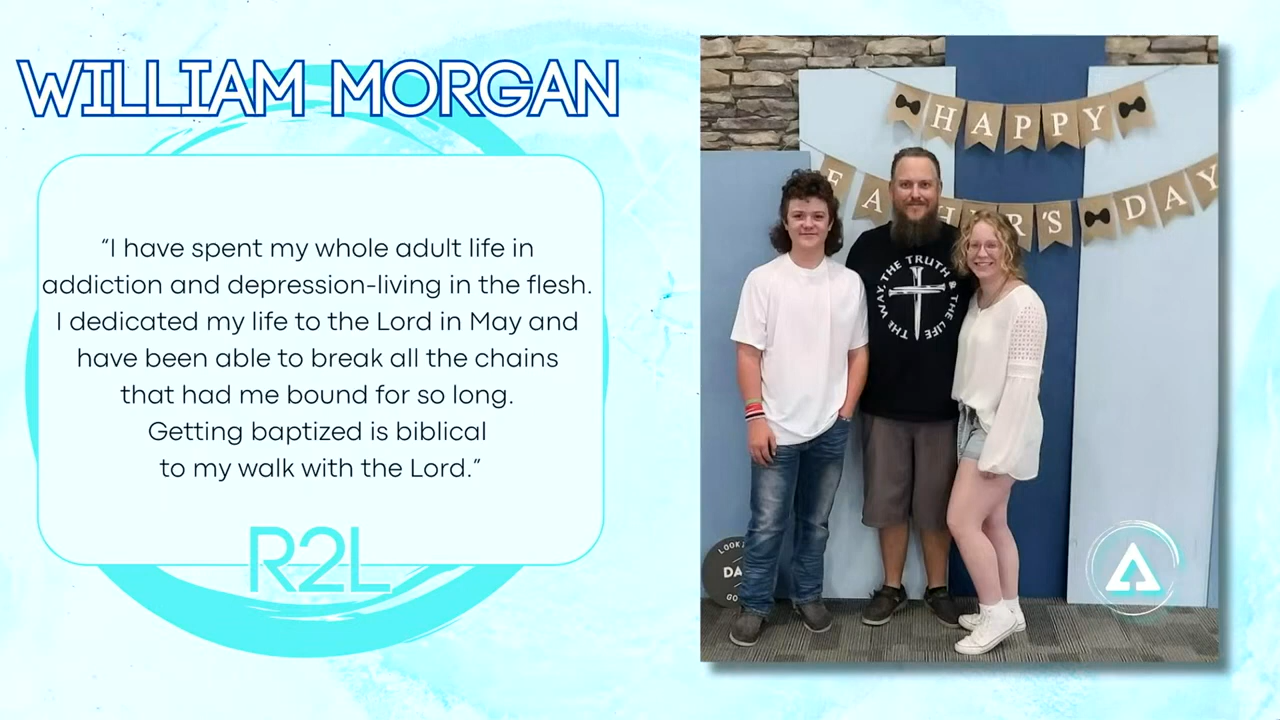 WILLIAM MORGAN
“I have spent my whole adult life in
addiction and depression-living in the flesh.
I dedicated my life to the Lord in May and
have been able to break all the chains
that had me bound for so long.
Getting baptized is biblical
to my walk with the Lord.”
R2L
HAPPY
FATHER'S DAY
THE WAY, THE TRUTH & THE LIFE
LOOK
DA
GO